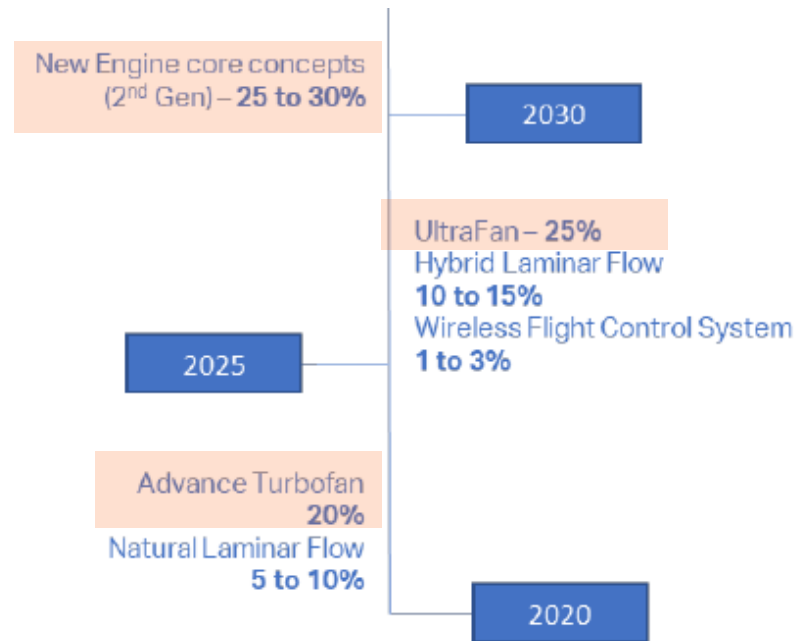 New Engine core concepts
(2nd Gen) – 25 to 30%
2030
UltraFan – 25%
Hybrid Laminar Flow
10 to 15%
Wireless Flight Control System
1 to 3%
2025
Advance Turbofan
20%
Natural Laminar Flow
5 to 10%
2020